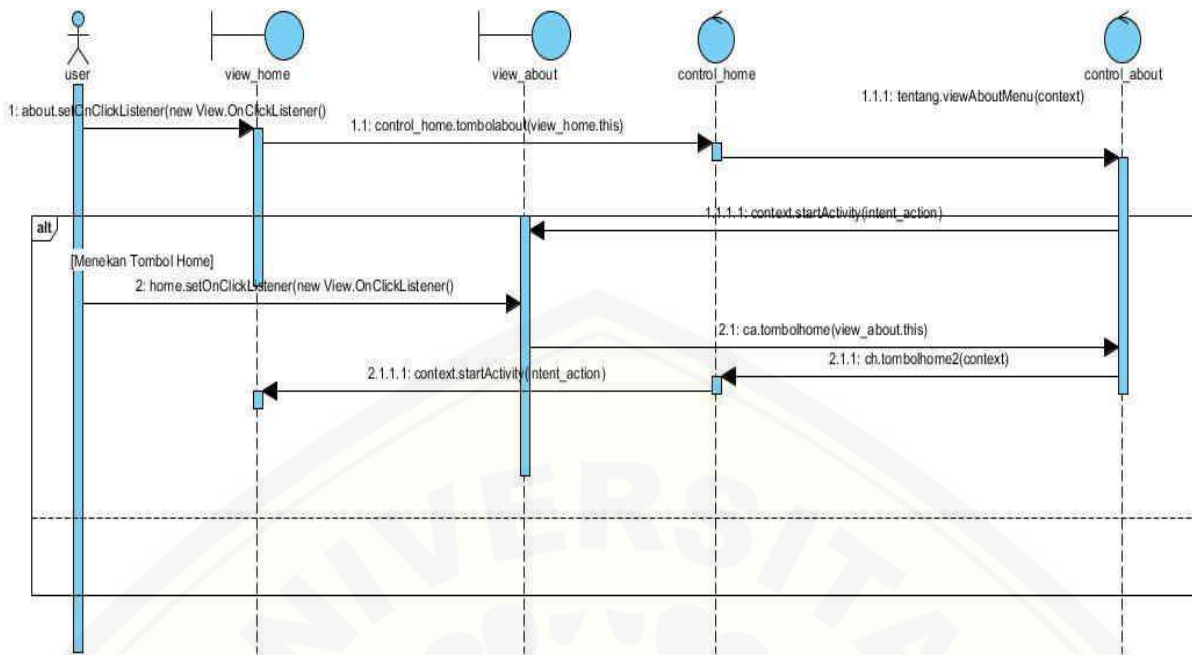 user
view_home
view_about
control_home
control_about
1.1.1: tentang.viewAboutMenu(context)
1: about.setOnClickListener(new View.OnClickListener()
1.1: control_home.tombolabout(view_home.this)
1.1.1.1: context.startActivity(intent_action)
alt
[Menekan Tombol Home]
2: home.setOnClickListener(new View.OnClickListener()
2.1: ca.tombolhome(view_about.this)
2.1.1: ch.tombolhome2(context)
2.1.1.1: context.startActivity(intent_action)
NIVERSITA